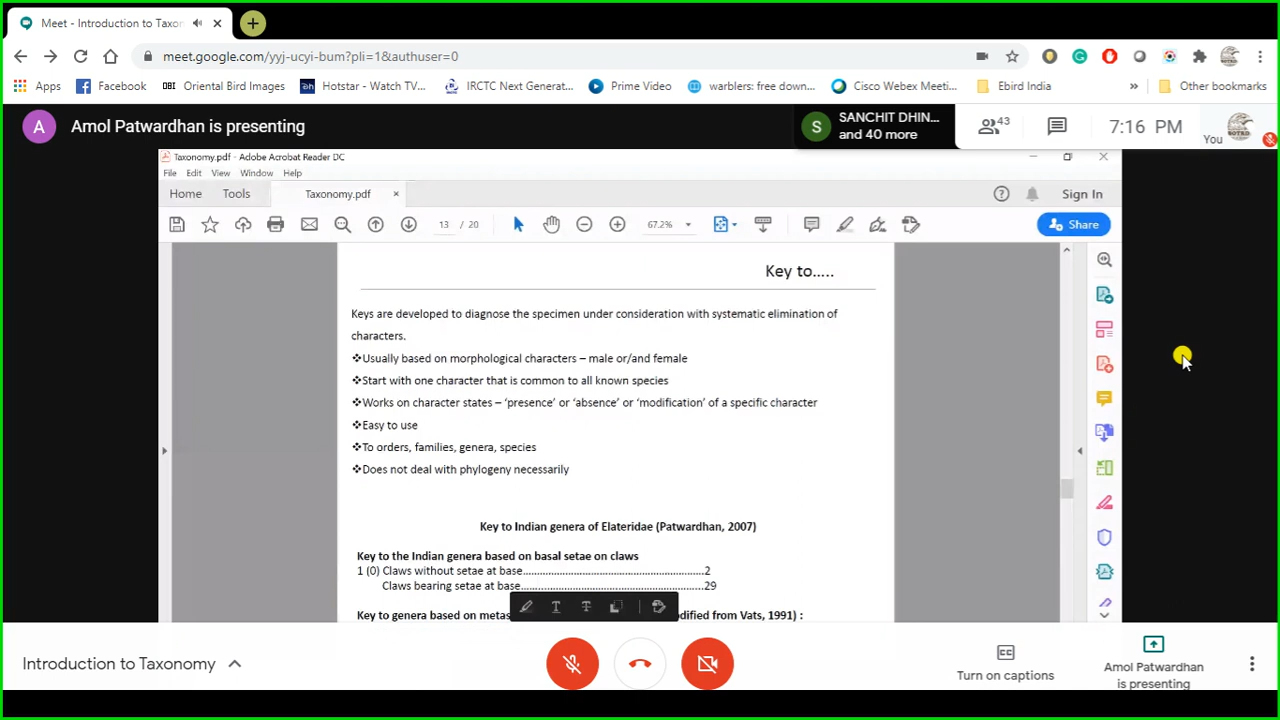 Meet - Introduction to Taxor
meet.google.com/yyj-ucyi-bum?pli=1&authuser=0
Apps Facebook OBI Oriental Bird Images Hotstar - Watch TV... IRCTC Next Generat... Prime Video warblers: free down... Cisco Webex Meeti... Ebird India » Other bookmarks
A Amol Patwardhan is presenting
S SANCHIT DHIN...
and 40 more
43
7:16 PM
You
Taxonomy.pdf - Adobe Acrobat Reader DC
File Edit View Window Help
Home Tools Taxonomy.pdf × Sign In
13 / 20 67.2% Share
Key to.....
Keys are developed to diagnose the specimen under consideration with systematic elimination of
characters.
❖Usually based on morphological characters – male or/and female
❖Start with one character that is common to all known species
❖Works on character states – ‘presence’ or ‘absence’ or ‘modification’ of a specific character
❖Easy to use
❖To orders, families, genera, species
❖Does not deal with phylogeny necessarily
Key to Indian genera of Elateridae (Patwardhan, 2007)
Key to the Indian genera based on basal setae on claws
1 (0) Claws without setae at base..................................................2
Claws bearing setae at base..................................................29
Key to genera based on metas dified from Vats, 1991) :
Introduction to Taxonomy
CC
Turn on captions
Amol Patwardhan
is presenting